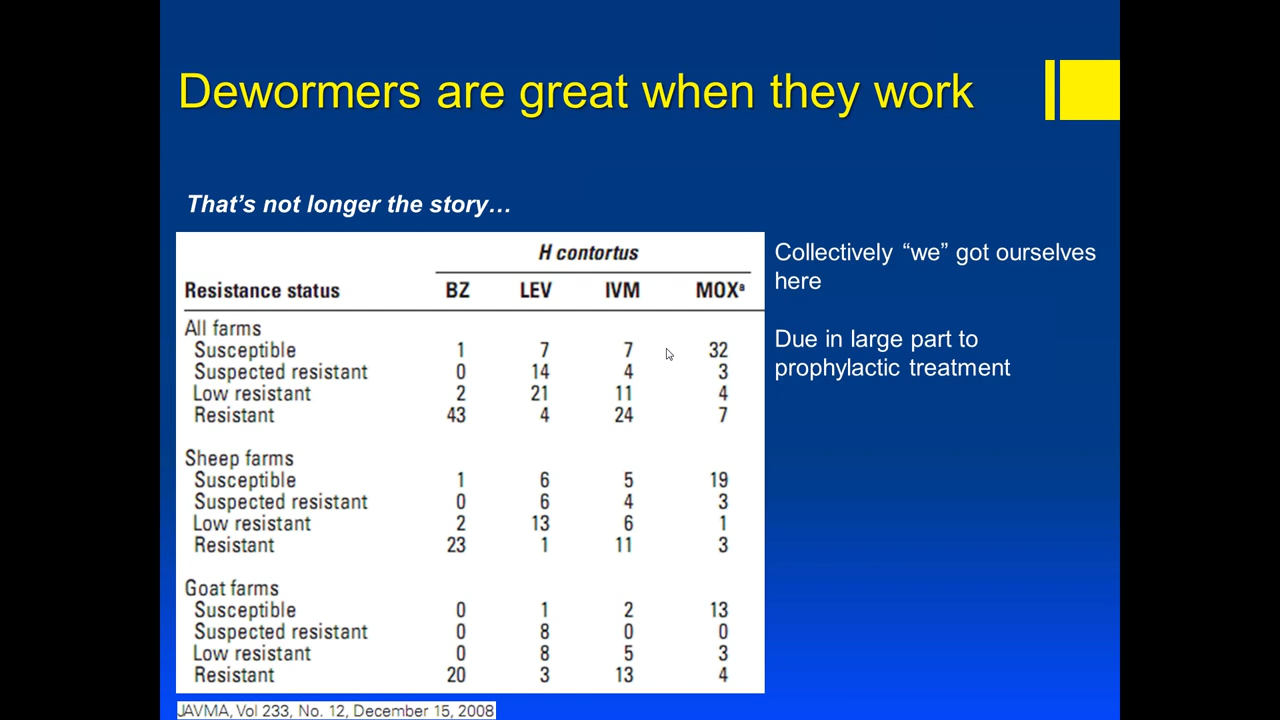 Dewormers are great when they work
That’s not longer the story…
H contortus
Resistance status BZ LEV IVM MOXª
All farms
Susceptible 1 7 7 32
Suspected resistant 0 14 4 3
Low resistant 2 21 11 4
Resistant 43 4 24 7
Sheep farms
Susceptible 1 6 5 19
Suspected resistant 0 6 4 3
Low resistant 2 13 6 1
Resistant 23 1 11 3
Goat farms
Susceptible 0 1 2 13
Suspected resistant 0 8 0 0
Low resistant 0 8 5 3
Resistant 20 3 13 4
JAVMA, Vol 233, No. 12, December 15, 2008
Collectively “we” got ourselves
here
Due in large part to
prophylactic treatment